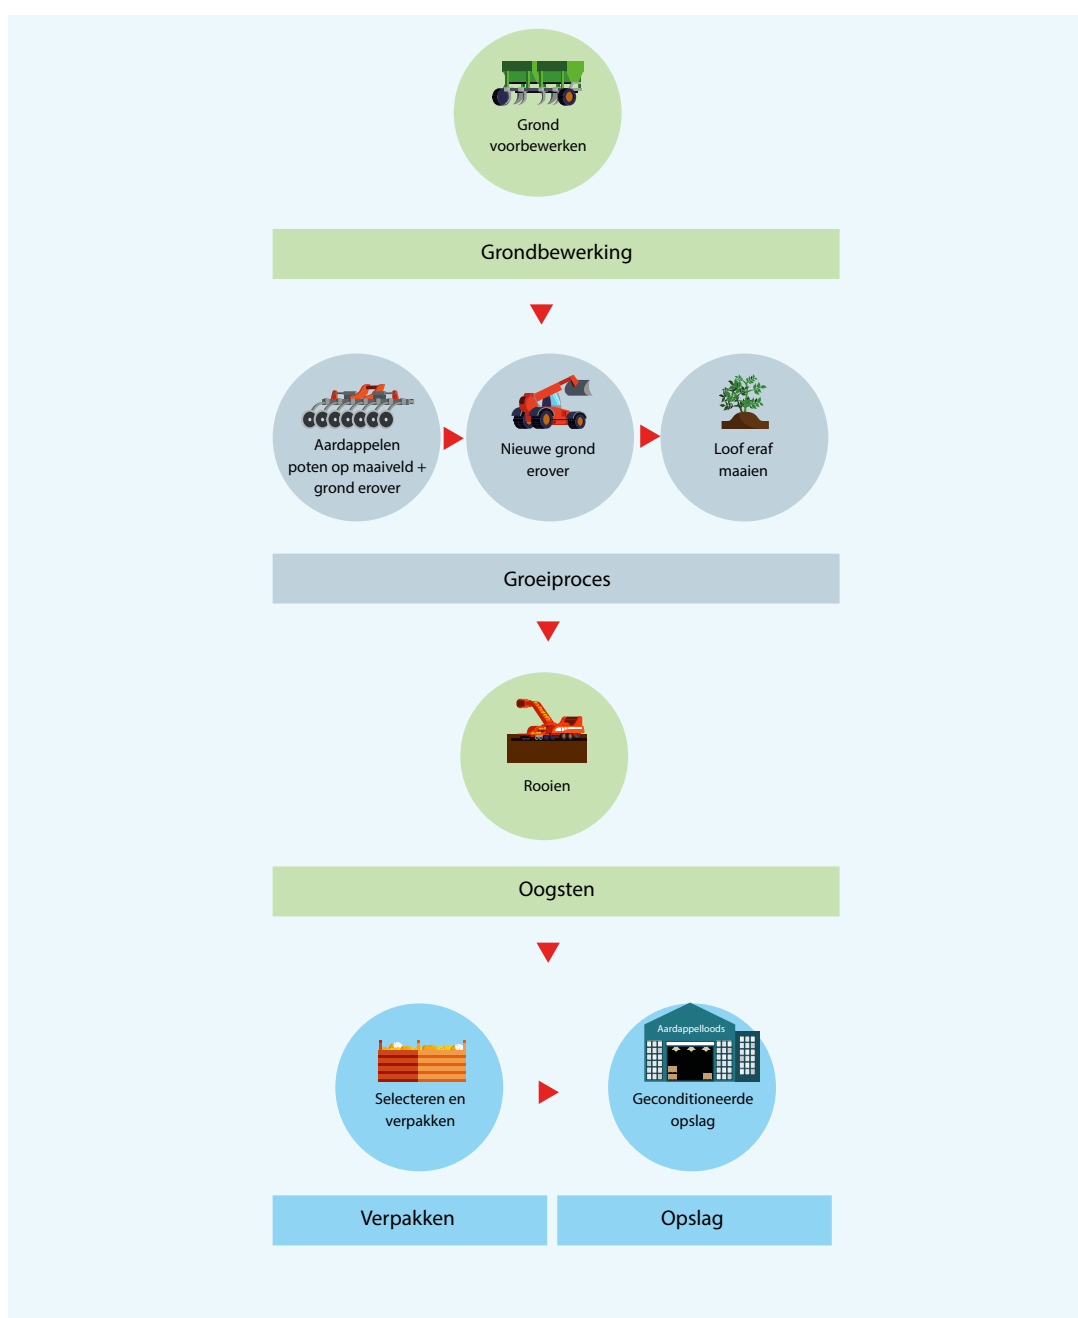 Grond
voorbewerken
Grondbewerking
Aardappelen
poten op maaiveld +
grond erover
Nieuwe grond
erover
Loof eraf
maaien
Groeiproces
Rooien
Oogsten
Selecteren en
verpakken
Aardappelloods
Geconditioneerde
opslag
Verpakken
Opslag